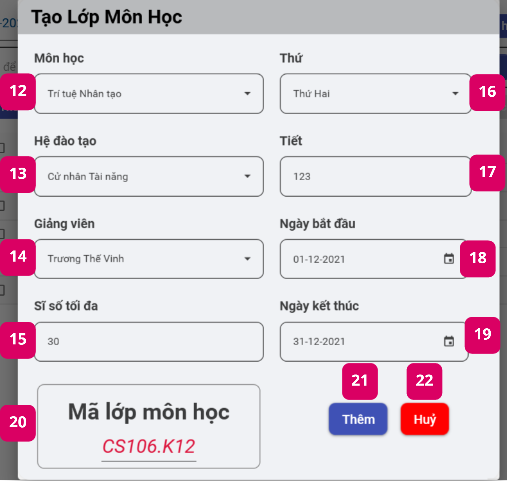 Tạo Lớp Môn Học
Môn học
Thứ
12
Trí tuệ Nhân tạo
Thứ Hai
16
Hệ đào tạo
Tiết
13
Cử nhân Tài năng
123
17
Giảng viên
Ngày bắt đầu
14
Trương Thế Vinh
01-12-2021
18
Sĩ số tối đa
Ngày kết thúc
15
30
31-12-2021
19
21
22
20
Mã lớp môn học
CS106.K12
Thêm
Huỷ